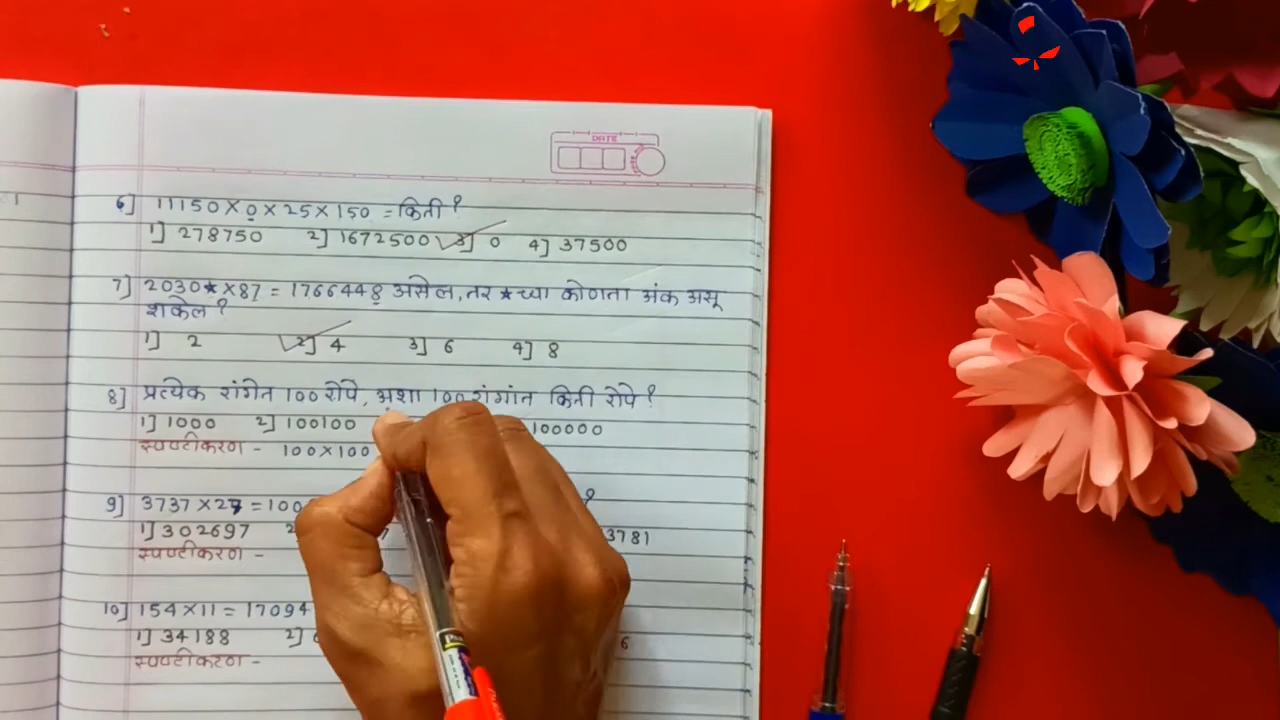 DATE
6] 11150 × 0 × 25 × 150 = किती ?
1] 278750 2] 1672500 3] 0 4] 37500
7] 2030★ × 87 = 1766448 असेल, तर ★च्या कोणता अंक असू
शकेल ?
1] 2 2] 4 3] 6 4] 8
8] प्रत्येक रांगेत 100 रोपे, अशा 100 रांगांत किती रोपे ?
1] 1000 2] 100100 100000
स्पष्टीकरण - 100×100
9] 3737 × 27 = 100 ?
1] 302697 3781
स्पष्टीकरण -
10] 154 × 11 = 17094
1] 34188 2] 6
स्पष्टीकरण -